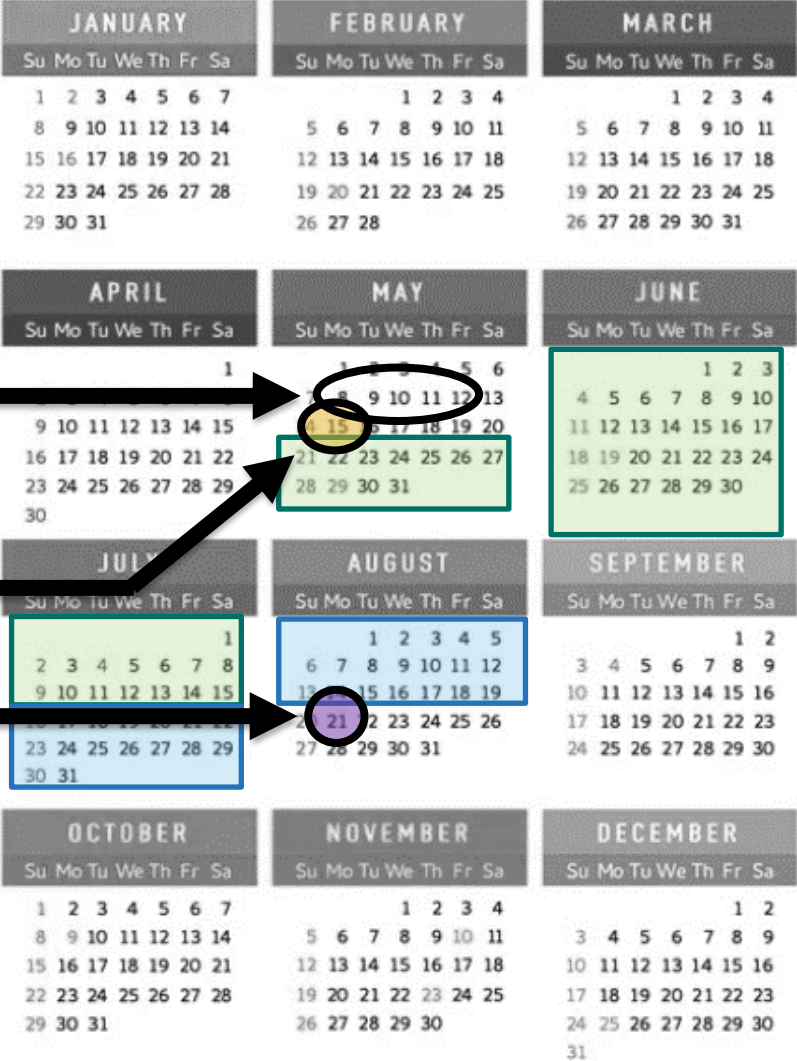 JANUARY
Su Mo Tu We Th Fr Sa
1 2 3 4 5 6 7
8 9 10 11 12 13 14
15 16 17 18 19 20 21
22 23 24 25 26 27 28
29 30 31
FEBRUARY
Su Mo Tu We Th Fr Sa
1 2 3 4
5 6 7 8 9 10 11
12 13 14 15 16 17 18
19 20 21 22 23 24 25
26 27 28
MARCH
Su Mo Tu We Th Fr Sa
1 2 3 4
5 6 7 8 9 10 11
12 13 14 15 16 17 18
19 20 21 22 23 24 25
26 27 28 29 30 31
APRIL
Su Mo Tu We Th Fr Sa
1
9 10 11 12 13 14 15
16 17 18 19 20 21 22
23 24 25 26 27 28 29
30
MAY
Su Mo Tu We Th Fr Sa
1 2 3 4 5 6
7 8 9 10 11 12 13
15 17 18 19 20
21 22 23 24 25 26 27
28 29 30 31
JUNE
Su Mo Tu We Th Fr Sa
1 2 3
4 5 6 7 8 9 10
11 12 13 14 15 16 17
18 19 20 21 22 23 24
25 26 27 28 29 30
JULY
Su Mo Tu We Th Fr Sa
1
2 3 4 5 6 7 8
9 10 11 12 13 14 15
23 24 25 26 27 28 29
30 31
AUGUST
Su Mo Tu We Th Fr Sa
1 2 3 4 5
6 7 8 9 10 11 12
13 14 15 16 17 18 19
21 22 23 24 25 26
27 28 29 30 31
SEPTEMBER
Su Mo Tu We Th Fr Sa
1 2
3 4 5 6 7 8 9
10 11 12 13 14 15 16
17 18 19 20 21 22 23
24 25 26 27 28 29 30
OCTOBER
Su Mo Tu We Th Fr Sa
1 2 3 4 5 6 7
8 9 10 11 12 13 14
15 16 17 18 19 20 21
22 23 24 25 26 27 28
29 30 31
NOVEMBER
Su Mo Tu We Th Fr Sa
1 2 3 4
5 6 7 8 9 10 11
12 13 14 15 16 17 18
19 20 21 22 23 24 25
26 27 28 29 30
DECEMBER
Su Mo Tu We Th Fr Sa
1 2
3 4 5 6 7 8 9
10 11 12 13 14 15 16
17 18 19 20 21 22 23
24 25 26 27 28 29 30
31